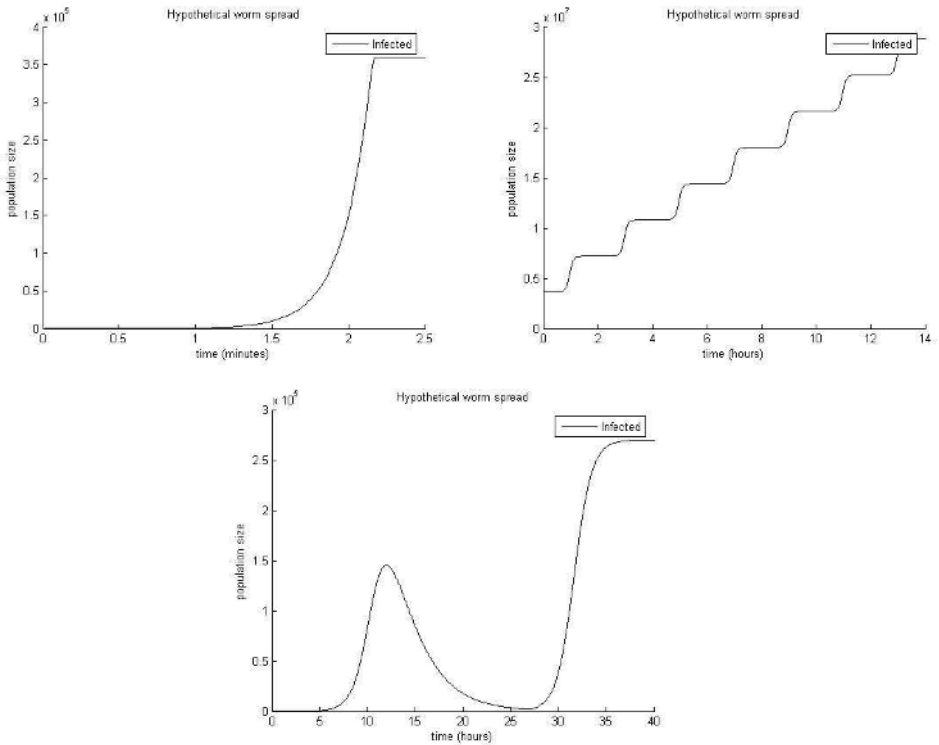 Hypothetical worm spread
x 10^5
Infected
4
3.5
3
2.5
2
1.5
1
0.5
0
population size
0 0.5 1 1.5 2 2.5
time (minutes)
Hypothetical worm spread
x 10^7
Infected
3
2.5
2
1.5
1
0.5
0
population size
0 2 4 6 8 10 12 14
time (hours)
Hypothetical worm spread
x 10^5
Infected
3
2.5
2
1.5
1
0.5
0
population size
0 5 10 15 20 25 30 35 40
time (hours)